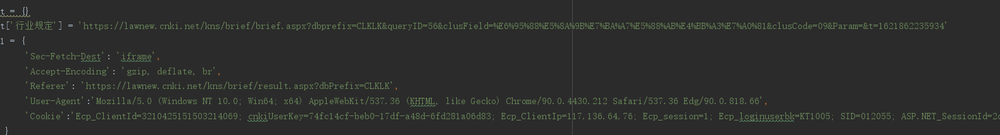 t = {}
t['行业规定'] = 'https://lawnew.cnki.net/kns/brief/brief.aspx?dbprefix=CLKLK&queryID=56&clusField=%E6%95%88%E5%8A%9B%E7%BA%A7%E5%88%AB%E4%BB%A3%E7%A0%81&clusCode=09&Param=&t=1621862235934'
l = {
'Sec-Fetch-Dest': 'iframe',
'Accept-Encoding': 'gzip, deflate, br',
'Referer': 'https://lawnew.cnki.net/kns/brief/result.aspx?dbPrefix=CLKLK',
'User-Agent':'Mozilla/5.0 (Windows NT 10.0; Win64; x64) AppleWebKit/537.36 (KHTML, like Gecko) Chrome/90.0.4430.212 Safari/537.36 Edg/90.0.818.66',
'Cookie':'Ecp_ClientId=3210425151503214069; cnkiUserKey=74fc14cf-beb0-17df-a48d-6fd281a06d83; Ecp_ClientIp=117.136.64.76; Ecp_session=1; Ecp_loginuserbk=KT1005; SID=012055; ASP.NET_SessionId=2
}